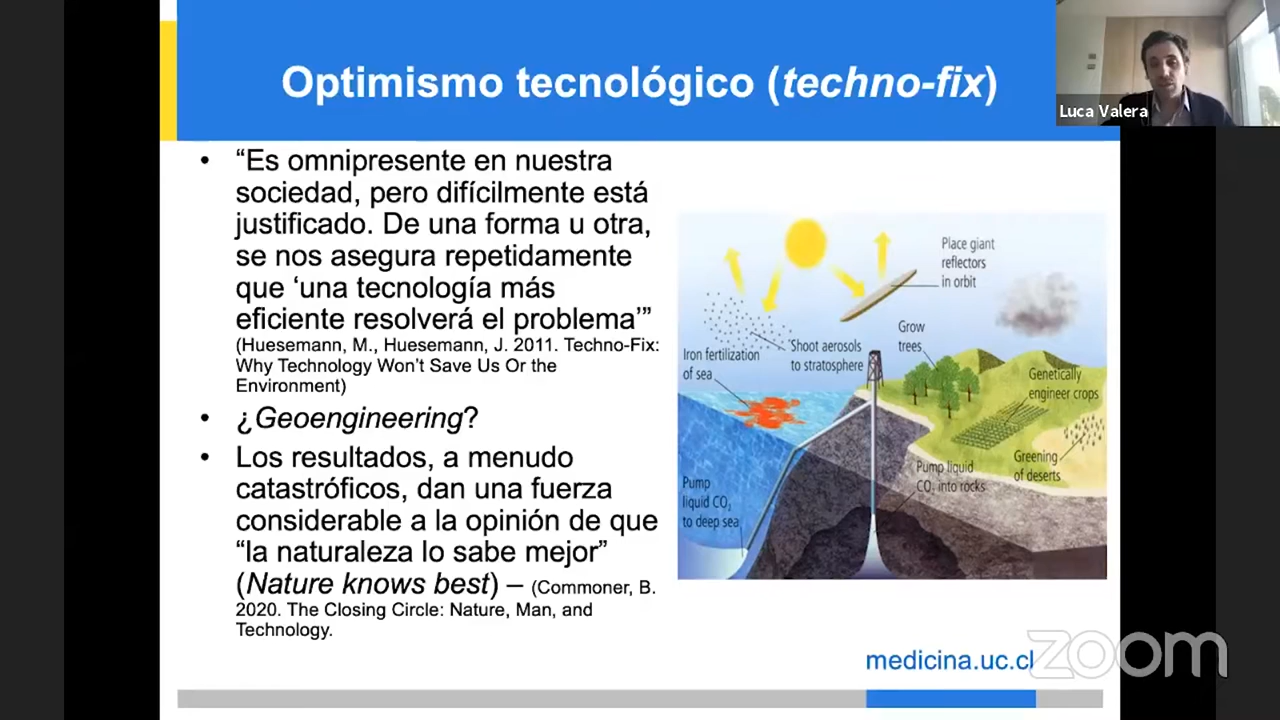 Optimismo tecnológico (techno-fix)
Luca Valera
• “Es omnipresente en nuestra
sociedad, pero difícilmente está
justificado. De una forma u otra,
se nos asegura repetidamente
que ‘una tecnología más
eficiente resolverá el problema’”
(Huesemann, M., Huesemann, J. 2011. Techno-Fix:
Why Technology Won’t Save Us Or the
Environment)
• ¿Geoengineering?
• Los resultados, a menudo
catastróficos, dan una fuerza
considerable a la opinión de que
“la naturaleza lo sabe mejor”
(Nature knows best) – (Commoner, B.
2020. The Closing Circle: Nature, Man, and
Technology.
Place giant
reflectors
in orbit
Grow
trees
Shoot aerosols
to stratosphere
Iron fertilization
of sea
Genetically
engineer crops
Greening
of deserts
Pump liquid
CO₂ into rocks
Pump
liquid CO₂
to deep sea
medicina.uc.cl
zoom